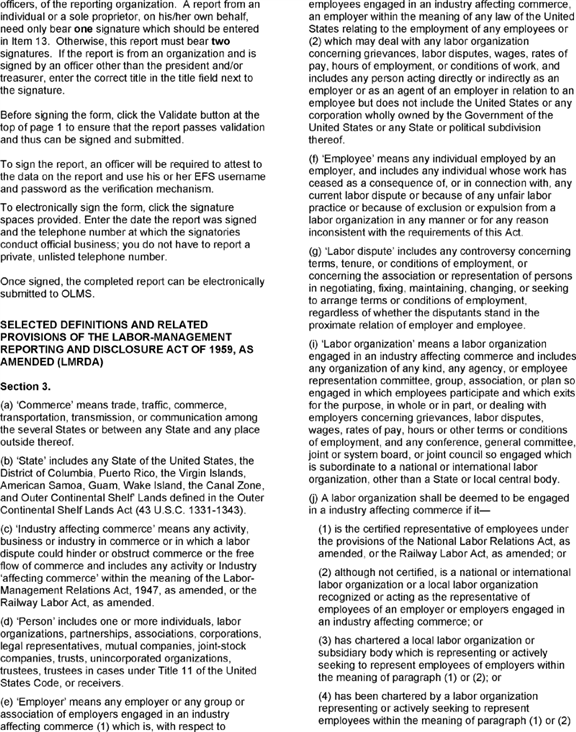 officers, of the reporting organization. A report from an
individual or a sole proprietor, on his/her own behalf,
need only bear one signature which should be entered
in Item 13. Otherwise, this report must bear two
signatures. If the report is from an organization and is
signed by an officer other than the president and/or
treasurer, enter the correct title in the title field next to
the signature.
Before signing the form, click the Validate button at the
top of page 1 to ensure that the report passes validation
and thus can be signed and submitted.
To sign the report, an officer will be required to attest to
the data on the report and use his or her EFS username
and password as the verification mechanism.
To electronically sign the form, click the signature
spaces provided. Enter the date the report was signed
and the telephone number at which the signatories
conduct official business; you do not have to report a
private, unlisted telephone number.
Once signed, the completed report can be electronically
submitted to OLMS.
SELECTED DEFINITIONS AND RELATED
PROVISIONS OF THE LABOR-MANAGEMENT
REPORTING AND DISCLOSURE ACT OF 1959, AS
AMENDED (LMRDA)
Section 3.
(a) ‘Commerce’ means trade, traffic, commerce,
transportation, transmission, or communication among
the several States or between any State and any place
outside thereof.
(b) ‘State’ includes any State of the United States, the
District of Columbia, Puerto Rico, the Virgin Islands,
American Samoa, Guam, Wake Island, the Canal Zone,
and Outer Continental Shelf’ Lands defined in the Outer
Continental Shelf Lands Act (43 U.S.C. 1331-1343).
(c) ‘Industry affecting commerce’ means any activity,
business or industry in commerce or in which a labor
dispute could hinder or obstruct commerce or the free
flow of commerce and includes any activity or Industry
‘affecting commerce’ within the meaning of the Labor-
Management Relations Act, 1947, as amended, or the
Railway Labor Act, as amended.
(d) ‘Person’ includes one or more individuals, labor
organizations, partnerships, associations, corporations,
legal representatives, mutual companies, joint-stock
companies, trusts, unincorporated organizations,
trustees, trustees in cases under Title 11 of the United
States Code, or receivers.
(e) ‘Employer’ means any employer or any group or
association of employers engaged in an industry
affecting commerce (1) which is, with respect to
employees engaged in an industry affecting commerce,
an employer within the meaning of any law of the United
States relating to the employment of any employees or
(2) which may deal with any labor organization
concerning grievances, labor disputes, wages, rates of
pay, hours of employment, or conditions of work, and
includes any person acting directly or indirectly as an
employer or as an agent of an employer in relation to an
employee but does not include the United States or any
corporation wholly owned by the Government of the
United States or any State or political subdivision
thereof.
(f) ‘Employee’ means any individual employed by an
employer, and includes any individual whose work has
ceased as a consequence of, or in connection with, any
current labor dispute or because of any unfair labor
practice or because of exclusion or expulsion from a
labor organization in any manner or for any reason
inconsistent with the requirements of this Act.
(g) ‘Labor dispute’ includes any controversy concerning
terms, tenure, or conditions of employment, or
concerning the association or representation of persons
in negotiating, fixing, maintaining, changing, or seeking
to arrange terms or conditions of employment,
regardless of whether the disputants stand in the
proximate relation of employer and employee.
(i) ‘Labor organization’ means a labor organization
engaged in an industry affecting commerce and includes
any organization of any kind, any agency, or employee
representation committee, group, association, or plan so
engaged in which employees participate and which exits
for the purpose, in whole or in part, or dealing with
employers concerning grievances, labor disputes,
wages, rates of pay, hours or other terms or conditions
of employment, and any conference, general committee,
joint or system board, or joint council so engaged which
is subordinate to a national or international labor
organization, other than a State or local central body.
(j) A labor organization shall be deemed to be engaged
in a industry affecting commerce if it—
(1) is the certified representative of employees under
the provisions of the National Labor Relations Act, as
amended, or the Railway Labor Act, as amended; or
(2) although not certified, is a national or international
labor organization or a local labor organization
recognized or acting as the representative of
employees of an employer or employers engaged in
an industry affecting commerce; or
(3) has chartered a local labor organization or
subsidiary body which is representing or actively
seeking to represent employees of employers within
the meaning of paragraph (1) or (2); or
(4) has been chartered by a labor organization
representing or actively seeking to represent
employees within the meaning of paragraph (1) or (2)